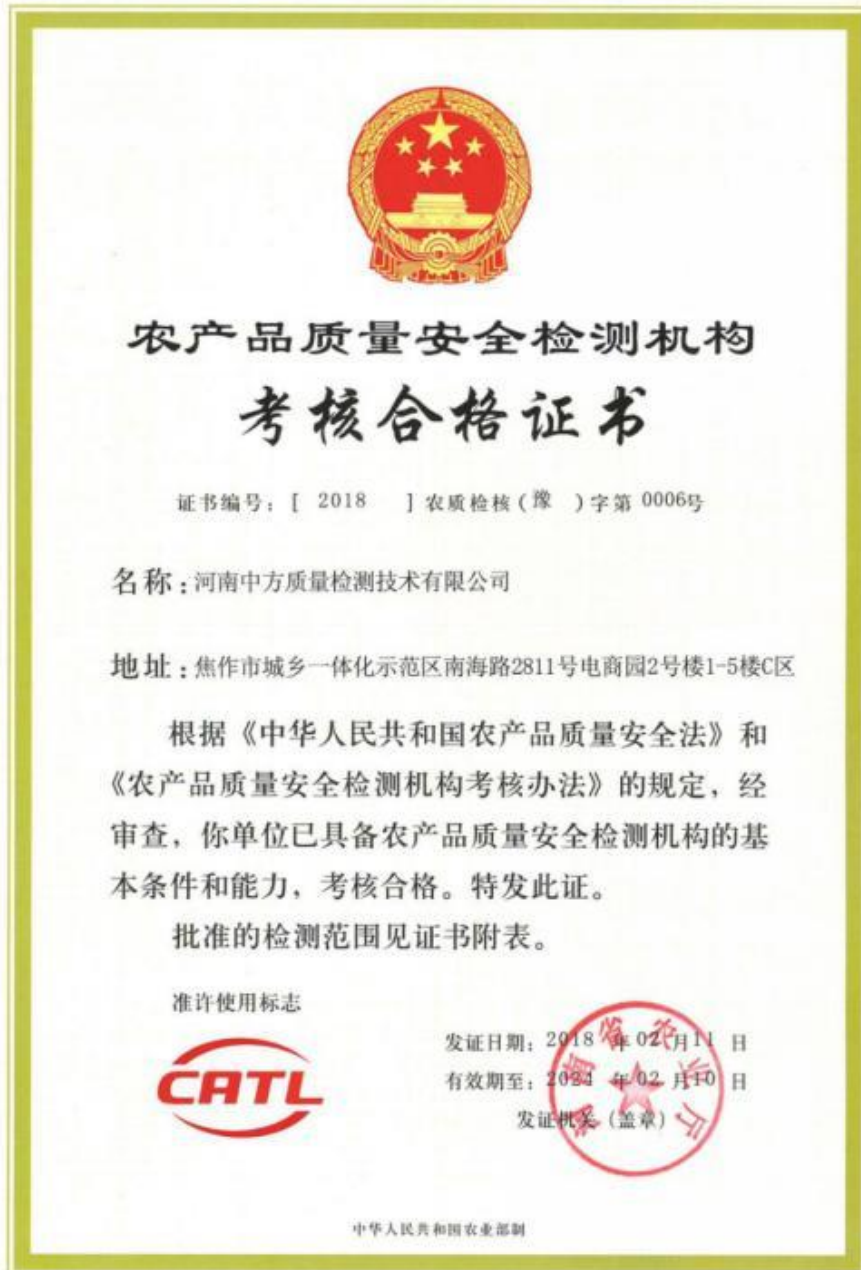 农产品质量安全检测机构
考核合格证书
证书编号：[ 2018 ] 农质检核(豫 )字第 0006号
名称：河南中方质量检测技术有限公司
地址：焦作市城乡一体化示范区南海路2811号电商园2号楼1-5楼C区
根据《中华人民共和国农产品质量安全法》和
《农产品质量安全检测机构考核办法》的规定，经
审查，你单位已具备农产品质量安全检测机构的基
本条件和能力，考核合格。特发此证。
批准的检测范围见证书附表。
准许使用标志
CATL
发证日期：2018 年 02 月 11 日
有效期至：2024 年 02 月 10 日
发证机关（盖章）
河南省农业厅
中华人民共和国农业部制